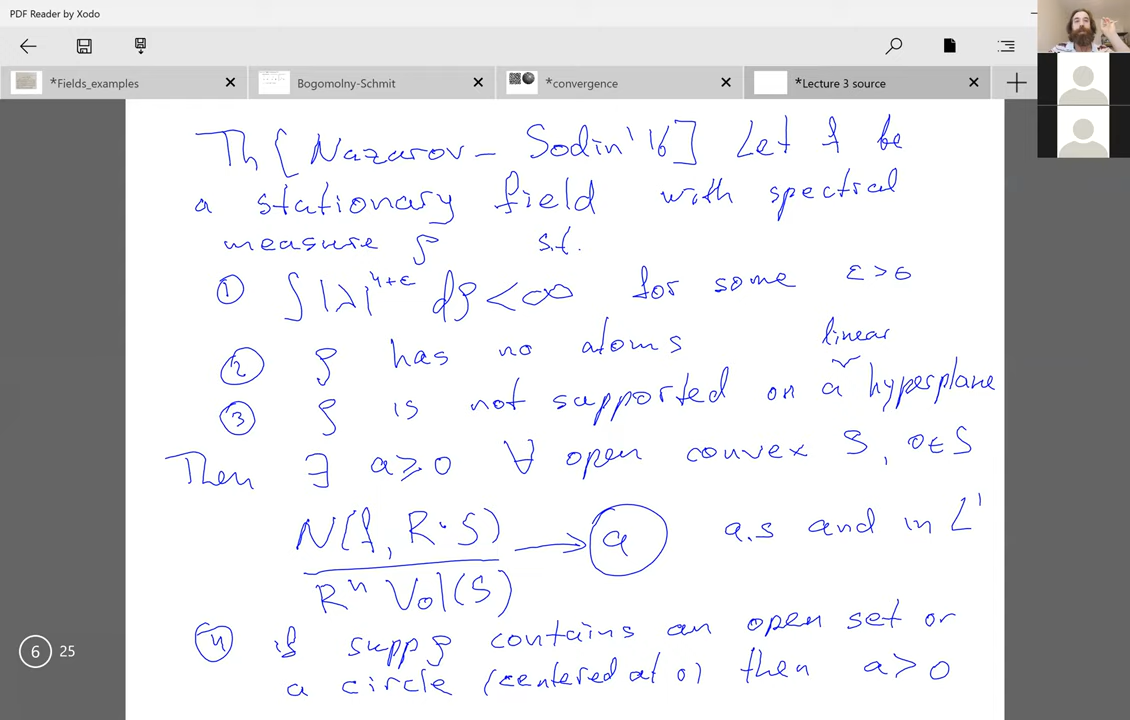 PDF Reader by Xodo
*Fields_examples
Bogomolny-Schmit
*convergence
*Lecture 3 source
Th [Nazarov - Sodin '16] Let f be
a stationary field with spectral
measure ρ s.t.
① ∫ |λ|^{4+ε} dρ < ∞ for some ε > 0
② ρ has no atoms
linear
③ ρ is not supported on a hyperplane
Then ∃ a ≥ 0 ∀ open convex S, 0 ∈ S
N(f, R·S)
R^n Vol(S)
→ a a.s and in L^1
④ if supp ρ contains an open set or
a circle (centered at 0) then a > 0
6 25